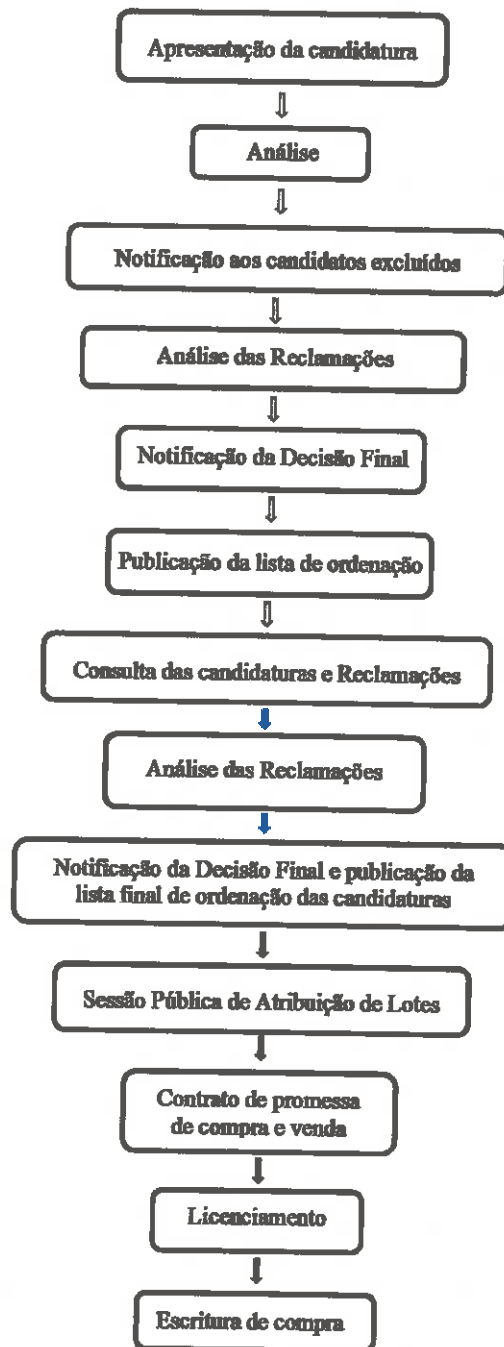 Apresentação da candidatura
Análise
Notificação aos candidatos excluídos
Análise das Reclamações
Notificação da Decisão Final
Publicação da lista de ordenação
Consulta das candidaturas e Reclamações
Análise das Reclamações
Notificação da Decisão Final e publicação da
lista final de ordenação das candidaturas
Sessão Pública de Atribuição de Lotes
Contrato de promessa
de compra e venda
Licenciamento
Escritura de compra